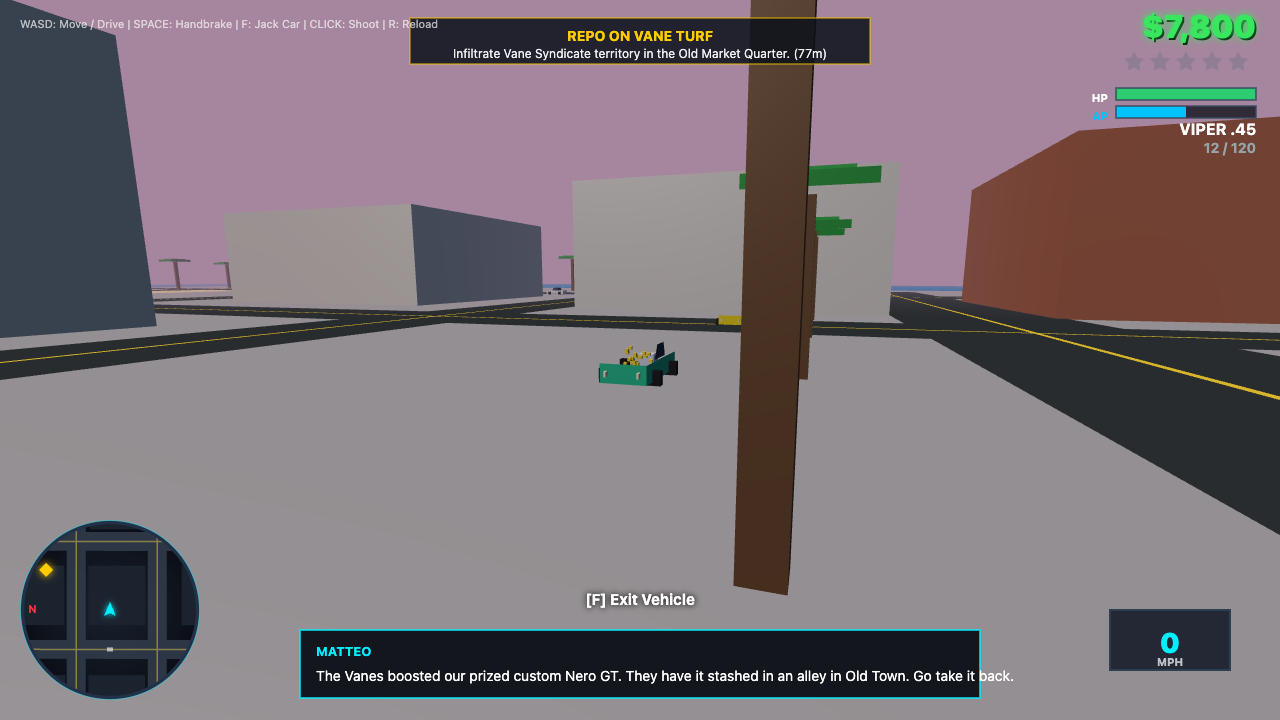 WASD: Move / Drive | SPACE: Handbrake | F: Jack Car | CLICK: Shoot | R: Reload
REPO ON VANE TURF
Infiltrate Vane Syndicate territory in the Old Market Quarter. (77m)
$7,800
HP
AP
VIPER .45
12 / 120
N
[F] Exit Vehicle
MATTEO
The Vanes boosted our prized custom Nero GT. They have it stashed in an alley in Old Town. Go take it back.
0
MPH